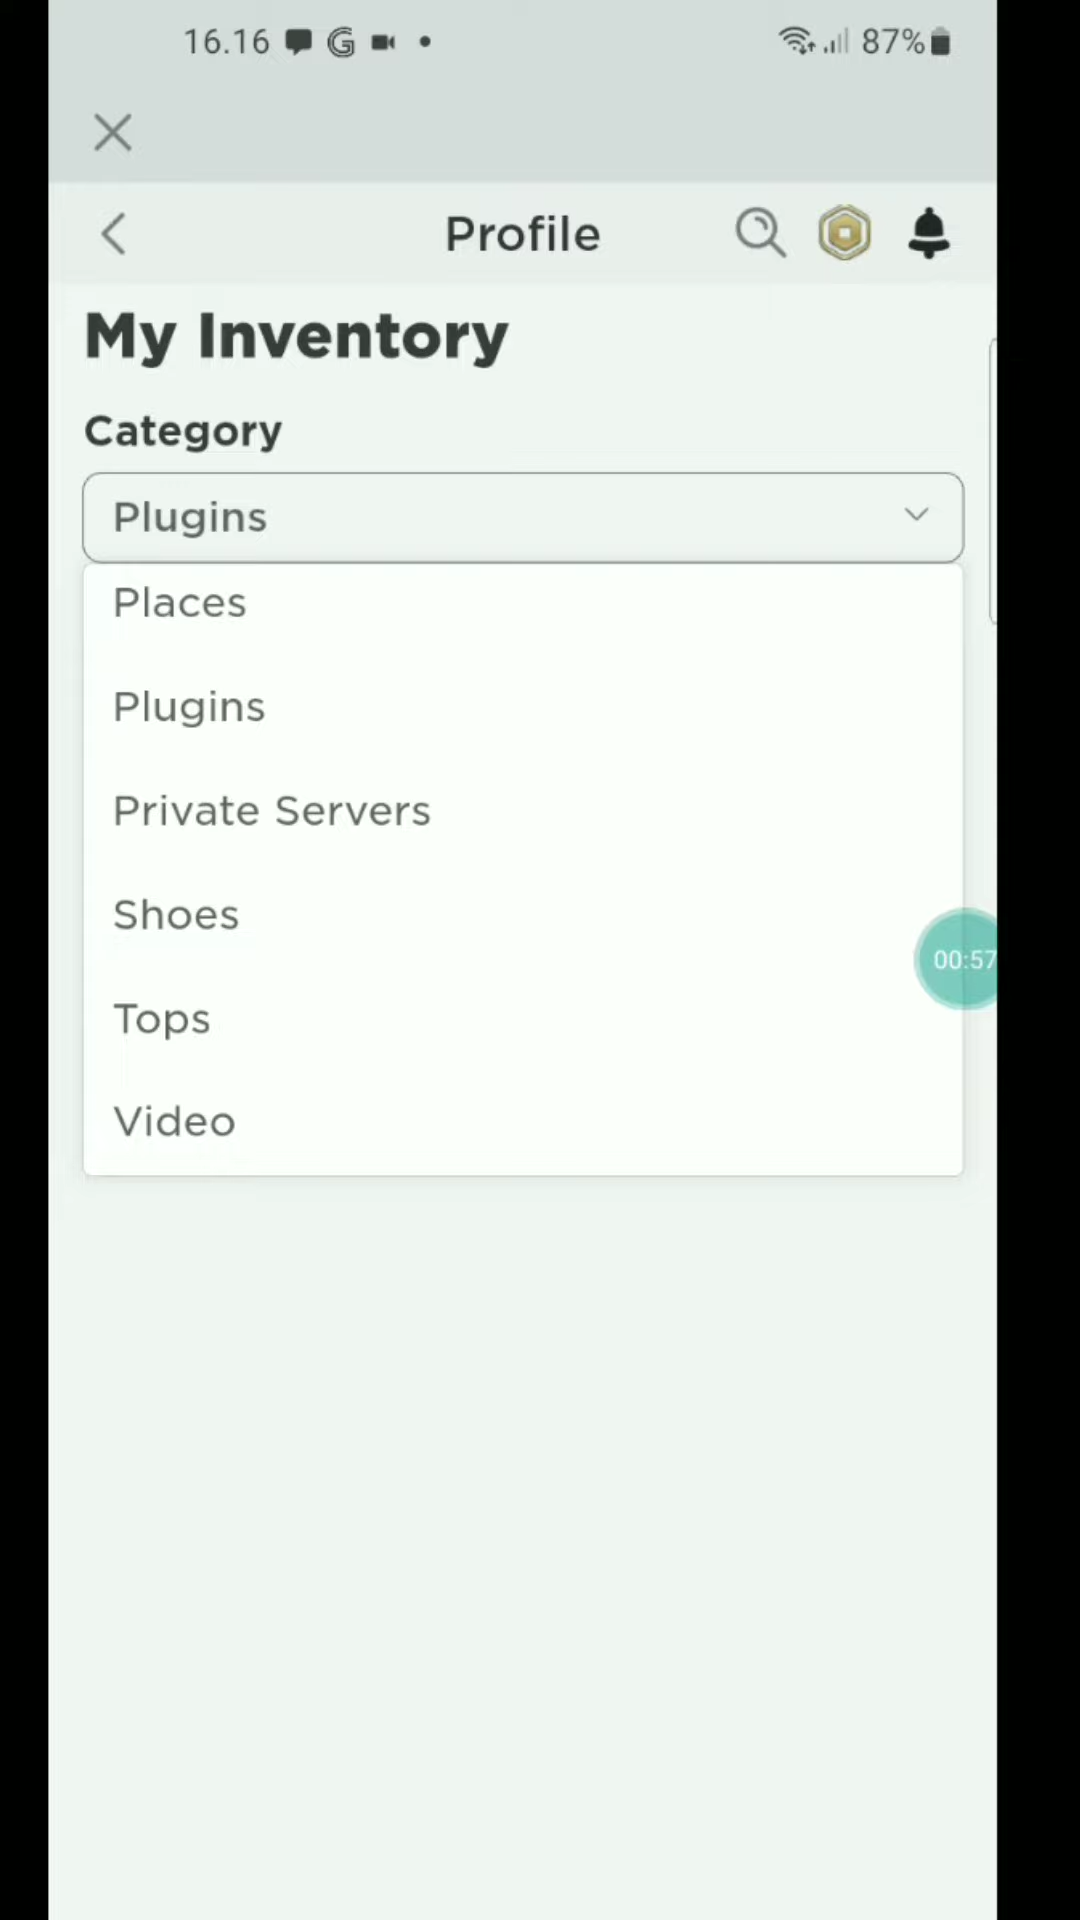 16.16
87%
Profile
My Inventory
Category
Plugins
Places
Plugins
Private Servers
Shoes
Tops
Video
00:57